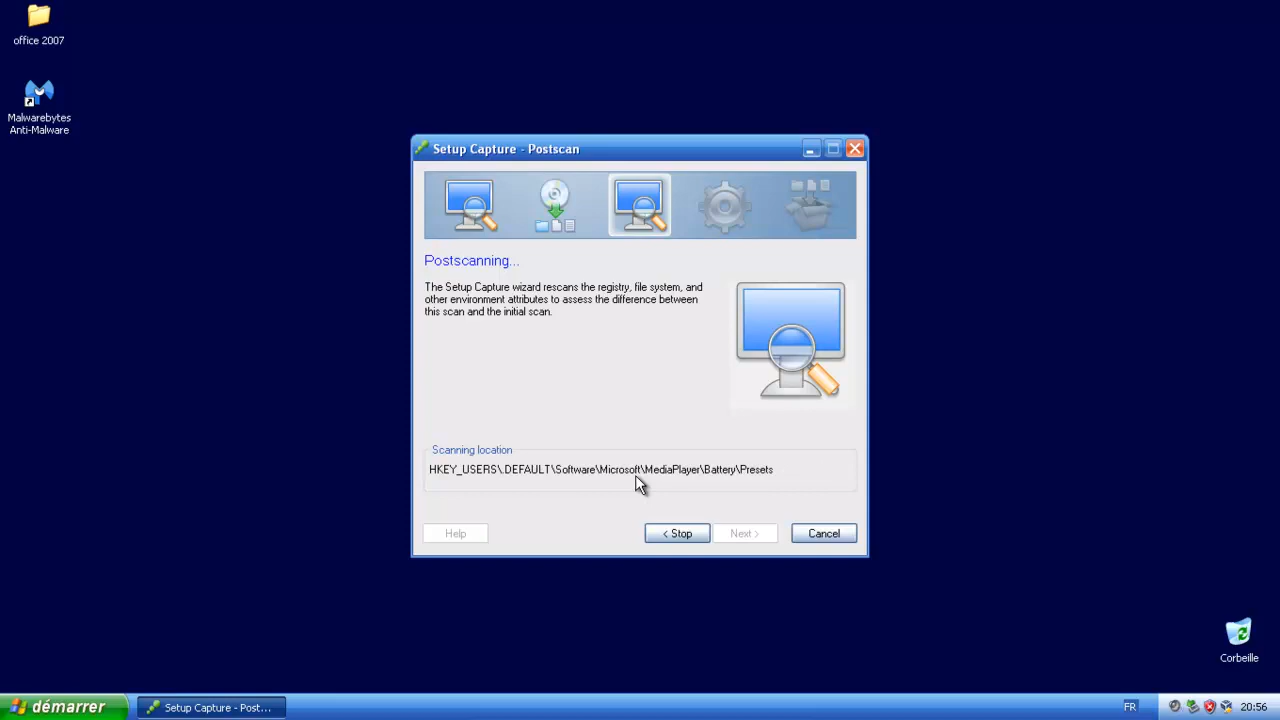 office 2007
Malwarebytes
Anti-Malware
Setup Capture - Postscan
Postscanning...
The Setup Capture wizard rescans the registry, file system, and
other environment attributes to assess the difference between
this scan and the initial scan.
Scanning location
HKEY_USERS\.DEFAULT\Software\Microsoft\MediaPlayer\Battery\Presets
Help
< Stop
Next >
Cancel
Corbeille
démarrer
Setup Capture - Post...
FR
20:56